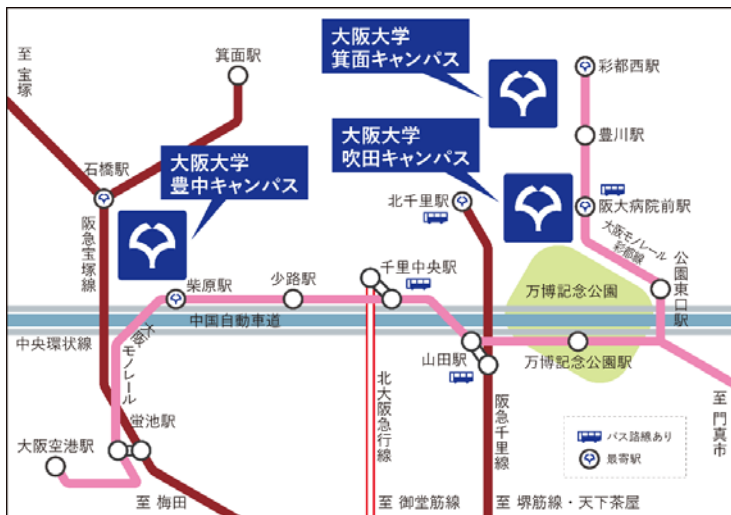 至 宝塚
箕面駅
大阪大学
箕面キャンパス
彩都西駅
豊川駅
石橋駅
大阪大学
豊中キャンパス
大阪大学
吹田キャンパス
北千里駅
阪大病院前駅
大阪モノレール
彩都線
公園東口駅
阪急宝塚線
柴原駅
少路駅
千里中央駅
万博記念公園
中国自動車道
中央環状線
大阪モノレール
山田駅
万博記念公園駅
蛍池駅
大阪空港駅
北大阪急行線
阪急千里線
至 門真市
バス路線あり
最寄駅
至 梅田
至 御堂筋線
至 堺筋線・天下茶屋